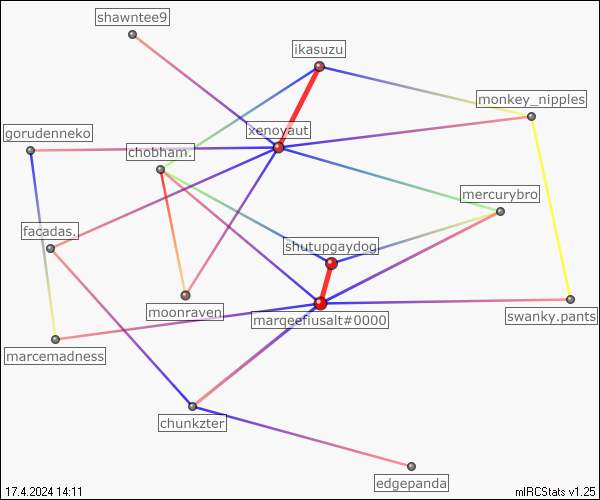 shawntee9
ikasuzu
monkey_nipples
xenoyaut
gorudenneko
chobham.
mercurybro
facadas.
shutupgaydog
moonraven
marqeefiusalt#0000
swanky.pants
marcemadness
chunkzter
edgepanda
17.4.2024 14:11
mIRCStats v1.25